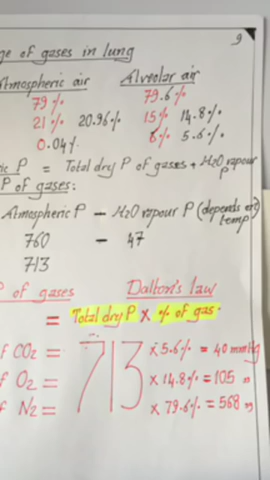 9
ge of gases in lung
Atmospheric air Alveolar air
79 % 79.6%
21 % 20.96% 15% 14.8%
0.04% 6% 5.6%
ric P = Total dry P of gases + H2O vapour P
P of gases:
Atmospheric P - H2O vapour P (depends on temp)
760 - 47
713
P of gases Dalton's law
= Total dry P × % of gas.
f CO2 = 713 × 5.6% = 40 mmHg
f O2 = × 14.8% = 105 "
f N2 = × 79.6% = 568 "